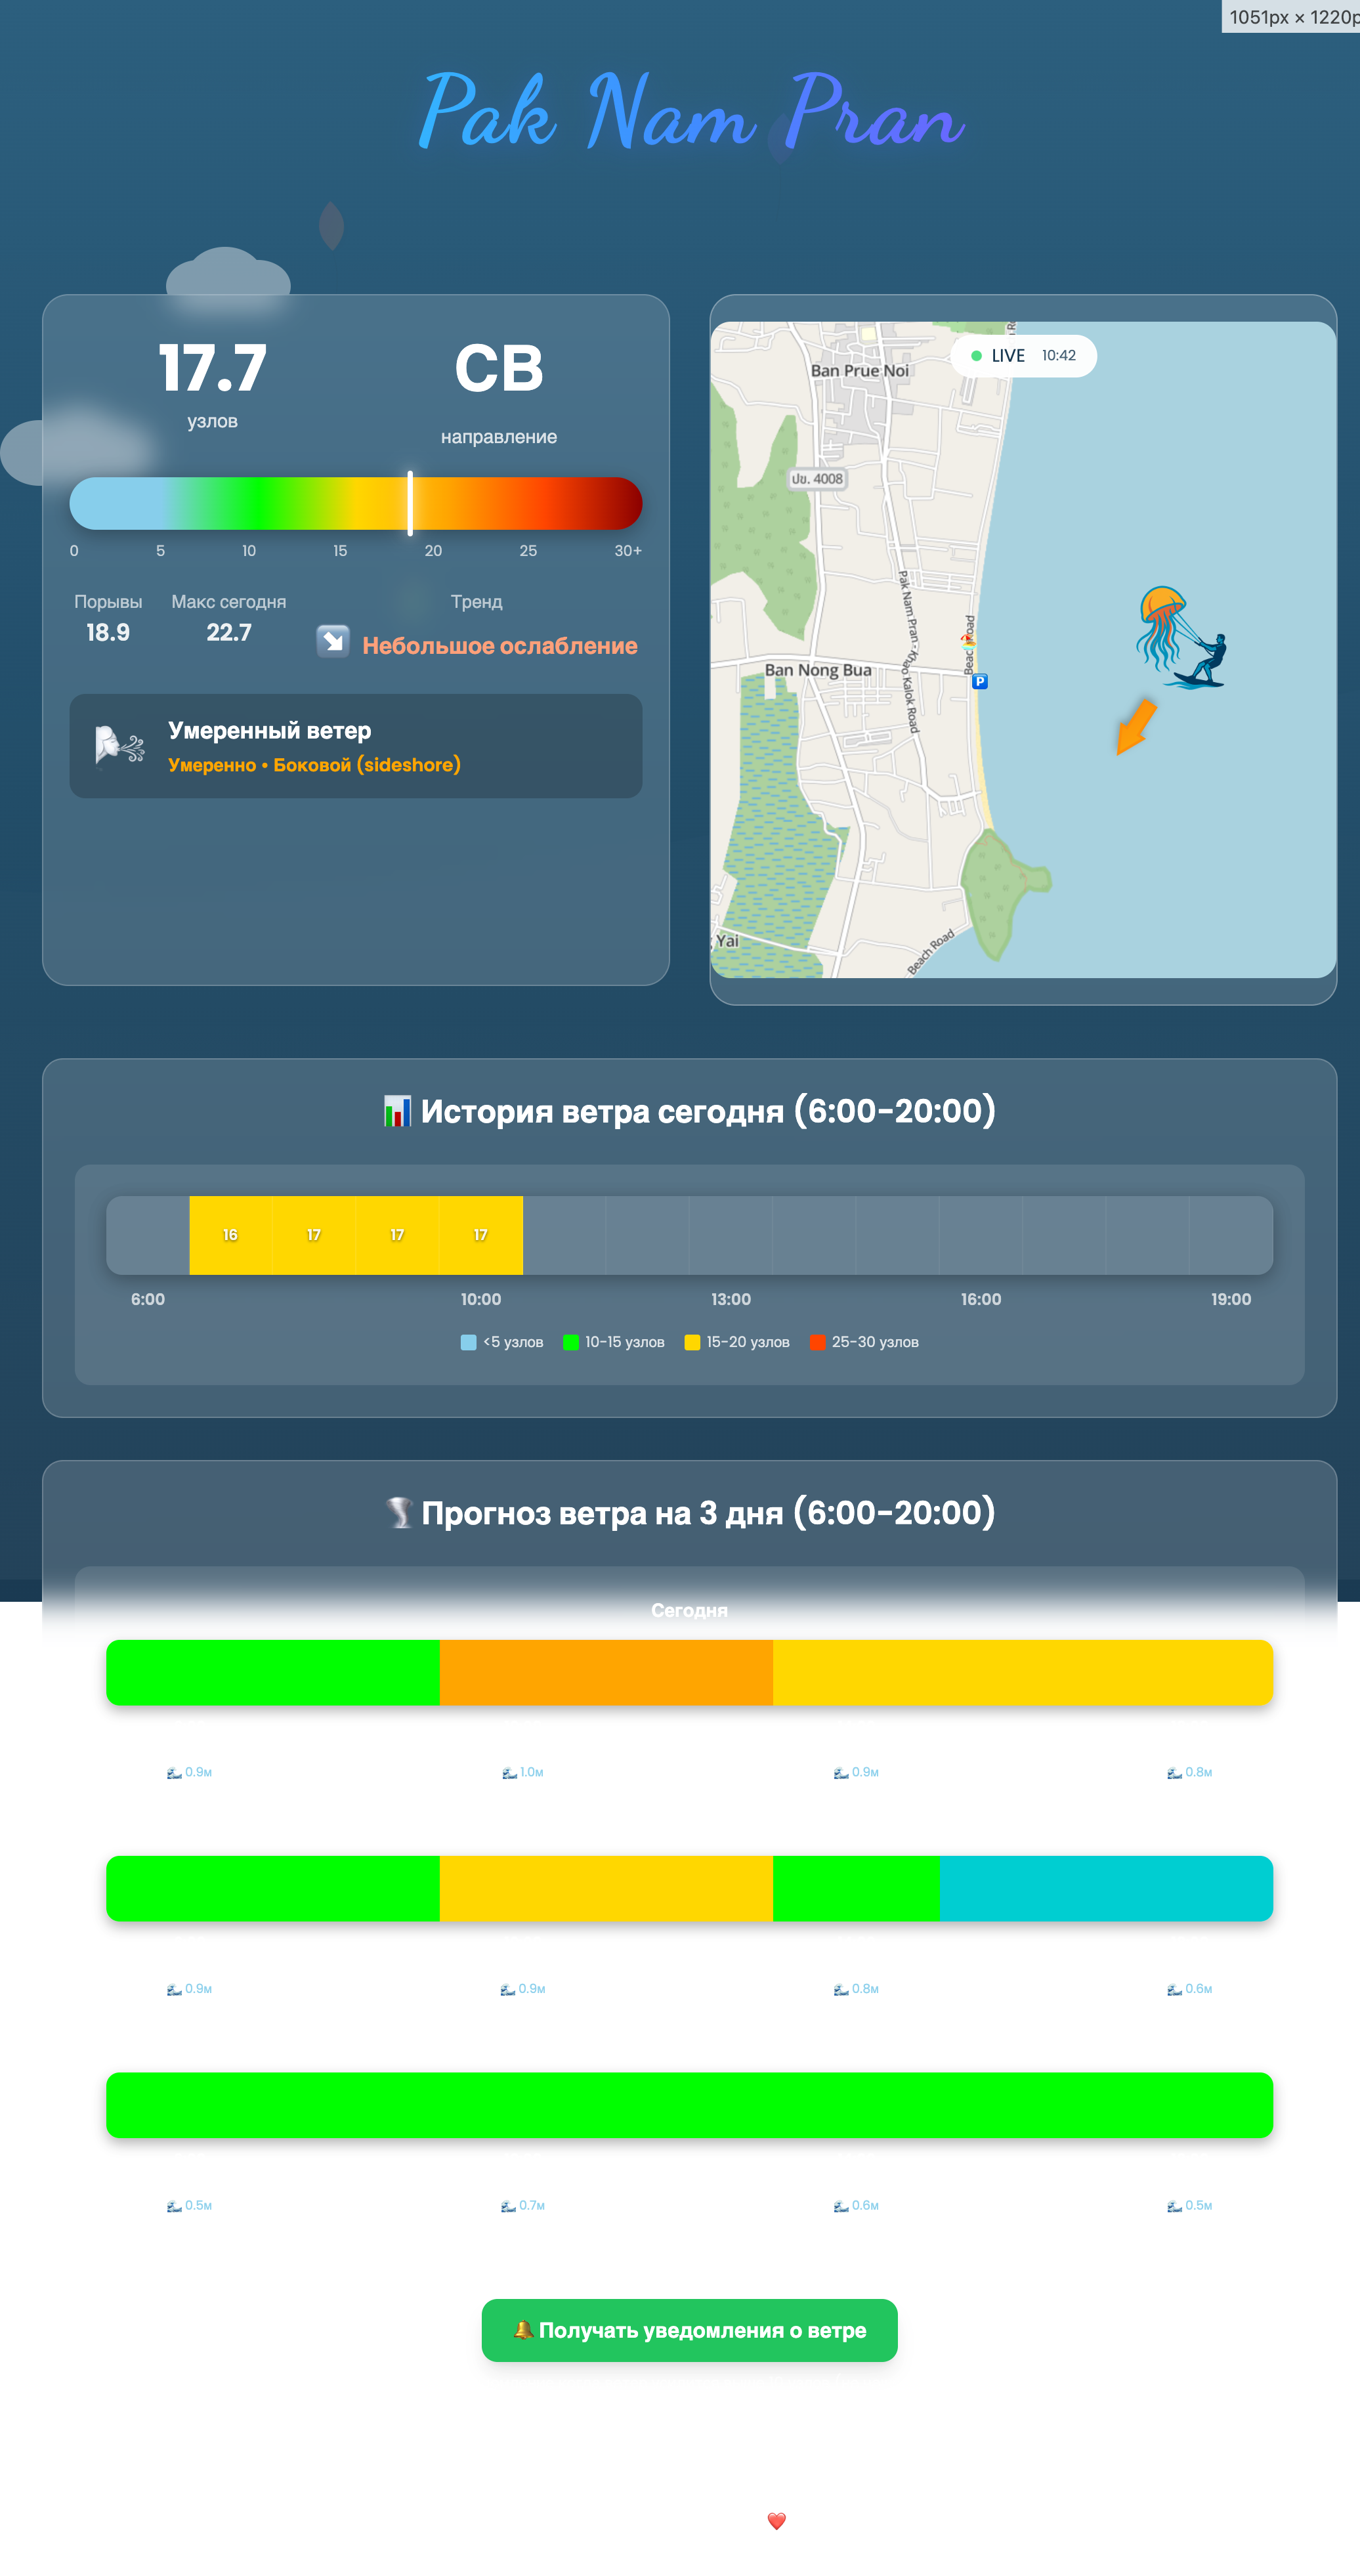 1051px × 1220p
Pak Nam Pran
17.7
узлов
СВ
направление
0 5 10 15 20 25 30+
Порывы
18.9
Макс сегодня
22.7
Тренд
Небольшое ослабление
Умеренный ветер
Умеренно • Боковой (sideshore)
LIVE 10:42
Ban Prue Noi
ปข. 4008
Pak Nam Pran - Khao Kalok Road
Beach Road
P
Ban Nong Bua
Yai
Beach Road
История ветра сегодня (6:00-20:00)
16 17 17 17
6:00 10:00 13:00 16:00 19:00
<5 узлов 10-15 узлов 15-20 узлов 25-30 узлов
Прогноз ветра на 3 дня (6:00-20:00)
Сегодня
0.9м 1.0м 0.9м 0.8м
0.9м 0.9м 0.8м 0.6м
0.5м 0.7м 0.6м 0.5м
Получать уведомления о ветре